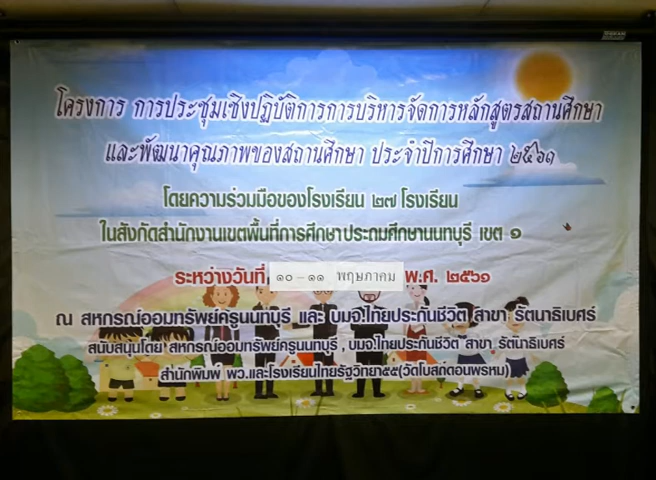 โครงการ การประชุมเชิงปฏิบัติการการบริหารจัดการหลักสูตรสถานศึกษา
และพัฒนาคุณภาพของสถานศึกษา ประจำปีการศึกษา ๒๕๖๑
โดยความร่วมมือของโรงเรียน ๒๗ โรงเรียน
ในสังกัดสำนักงานเขตพื้นที่การศึกษาประถมศึกษานนทบุรี เขต ๑
ระหว่างวันที่ ๑๐ – ๑๑ พฤษภาคม พ.ศ. ๒๕๖๑
ณ สหกรณ์ออมทรัพย์ครูนนทบุรี และ บมจ.ไทยประกันชีวิต สาขา รัตนาธิเบศร์
สนับสนุนโดย สหกรณ์ออมทรัพย์ครูนนทบุรี , บมจ.ไทยประกันชีวิต สาขา รัตนาธิเบศร์
สำนักพิมพ์ พว.และโรงเรียนไทยรัฐวิทยา๕๕(วัดโบสถ์ดอนพรหม)